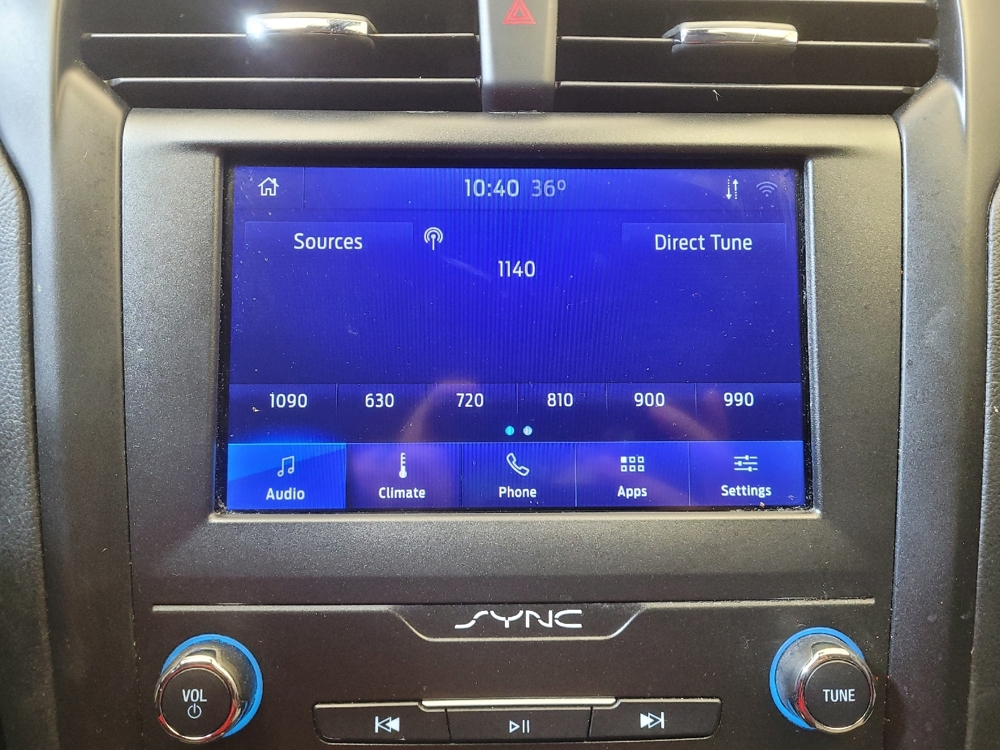 10:40 36°
Sources
Direct Tune
1140
1090 630 720 810 900 990
Audio Climate Phone Apps Settings
SYNC
VOL
TUNE